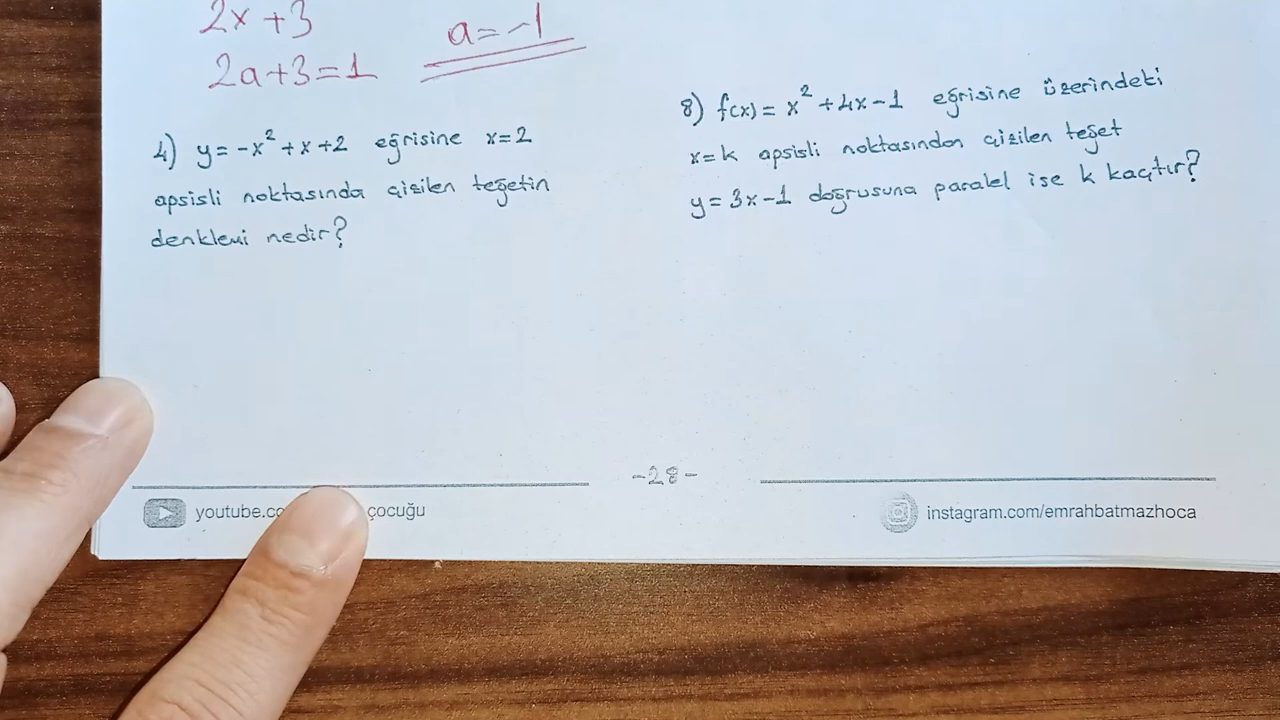 2x+3
2a+3=1
a=-1
4) y=-x²+x+2 eğrisine x=2
apsisli noktasında çizilen teğetin
denklemi nedir?
8) f(x)=x²+4x-1 eğrisine üzerindeki
x=k apsisli noktasından çizilen teğet
y=3x-1 doğrusuna paralel ise k kaçtır?
-28-
youtube.co
çocuğu
instagram.com/emrahbatmazhoca